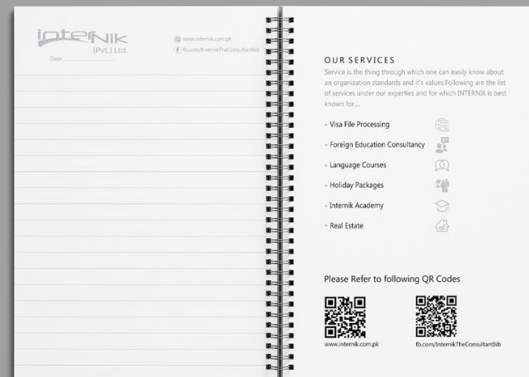 InterNIK
(Pvt.) Ltd.
www.internik.com.pk
fb.com/InternikTheConsultantIsb
Date
OUR SERVICES
Service is the thing through which one can easily know about
an organization standards and it's values.Following are the list
of services under our experties and for which INTERNIK is best
known for...
- Visa File Processing
- Foreign Education Consultancy
- Language Courses
- Holiday Packages
- Internik Academy
- Real Estate
Please Refer to following QR Codes
www.internik.com.pk
fb.com/InternikTheConsultantIsb